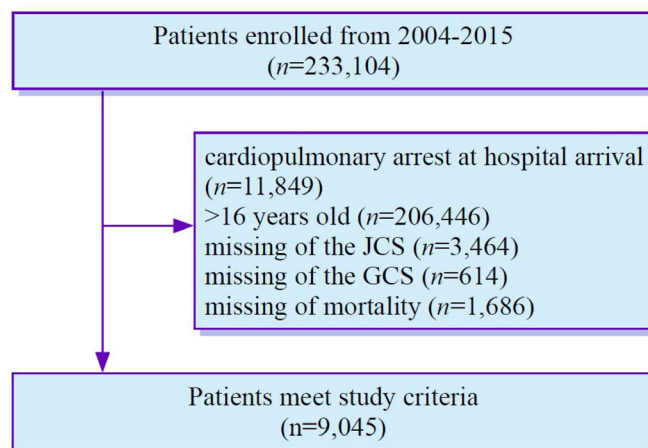 Patients enrolled from 2004-2015
(n=233,104)
cardiopulmonary arrest at hospital arrival
(n=11,849)
>16 years old (n=206,446)
missing of the JCS (n=3,464)
missing of the GCS (n=614)
missing of mortality (n=1,686)
Patients meet study criteria
(n=9,045)